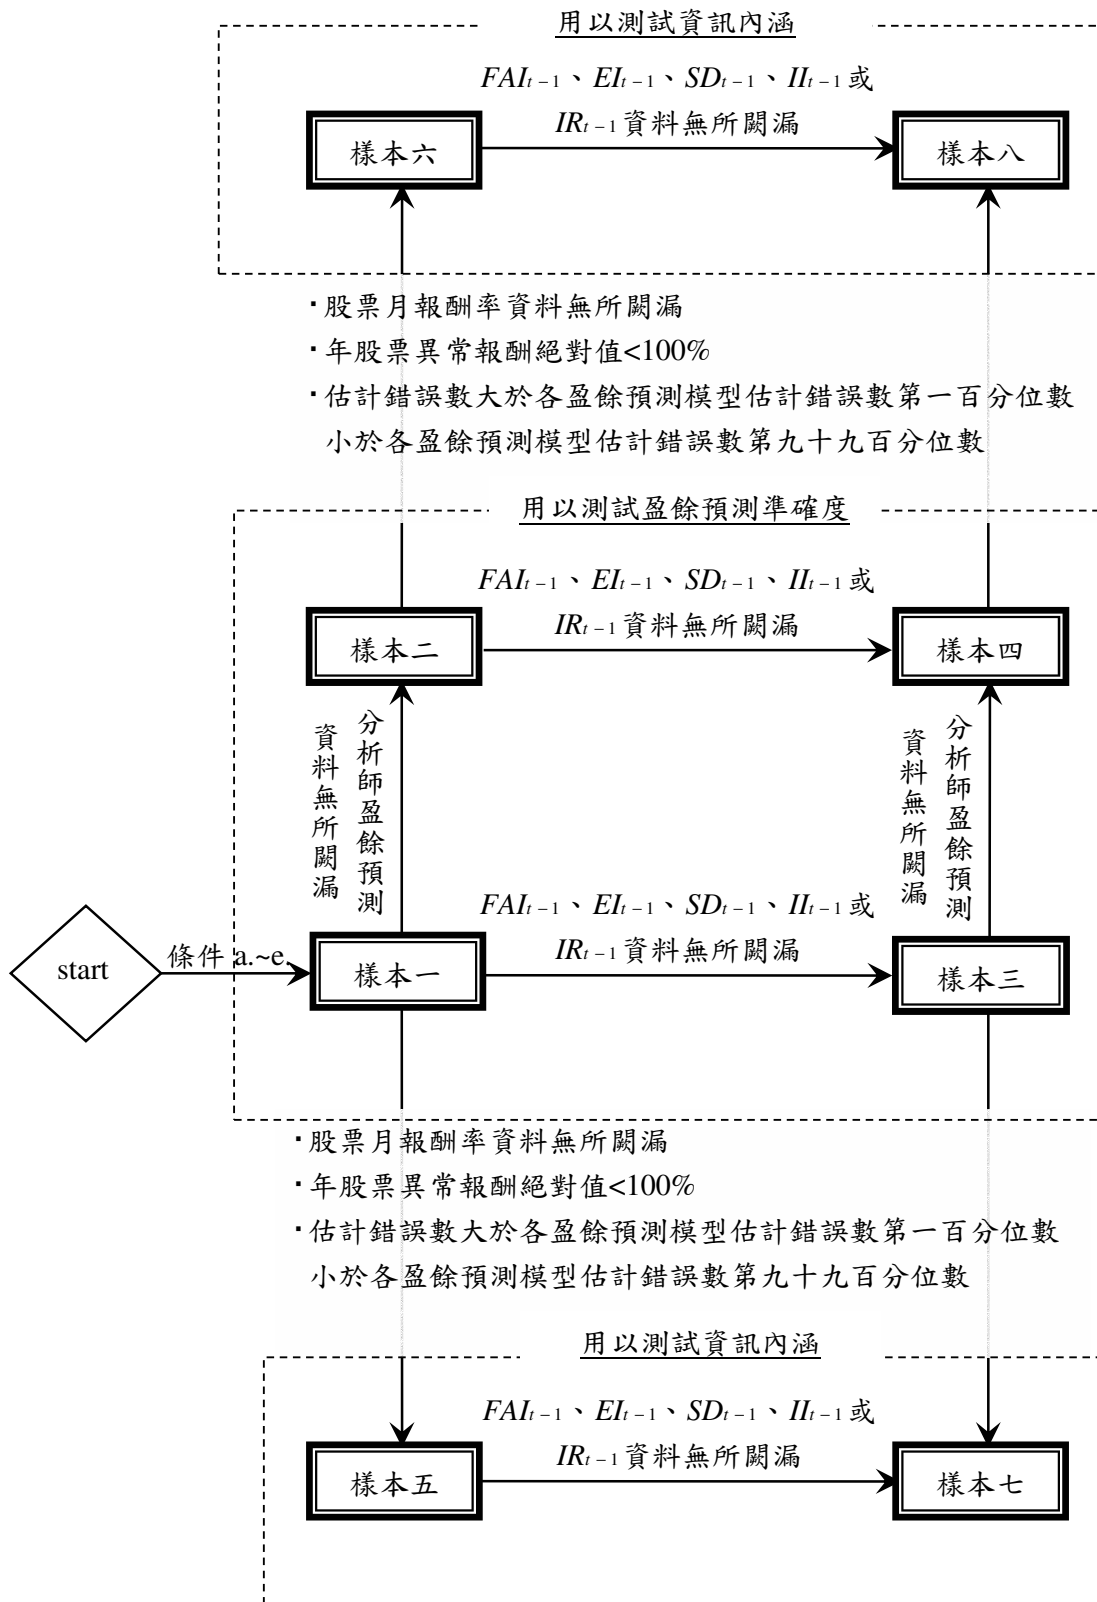 用以測試資訊內涵
FAIt－1、EIt－1、SDt－1、IIt－1或
IRt－1資料無所闕漏
樣本六
樣本八
‧股票月報酬率資料無所闕漏
‧年股票異常報酬絕對值<100%
‧估計錯誤數大於各盈餘預測模型估計錯誤數第一百分位數
小於各盈餘預測模型估計錯誤數第九十九百分位數
用以測試盈餘預測準確度
FAIt－1、EIt－1、SDt－1、IIt－1或
IRt－1資料無所闕漏
樣本二
樣本四
分析師盈餘預測
資料無所闕漏
分析師盈餘預測
資料無所闕漏
FAIt－1、EIt－1、SDt－1、IIt－1或
IRt－1資料無所闕漏
start
條件 a.~e.
樣本一
樣本三
‧股票月報酬率資料無所闕漏
‧年股票異常報酬絕對值<100%
‧估計錯誤數大於各盈餘預測模型估計錯誤數第一百分位數
小於各盈餘預測模型估計錯誤數第九十九百分位數
用以測試資訊內涵
FAIt－1、EIt－1、SDt－1、IIt－1或
IRt－1資料無所闕漏
樣本五
樣本七